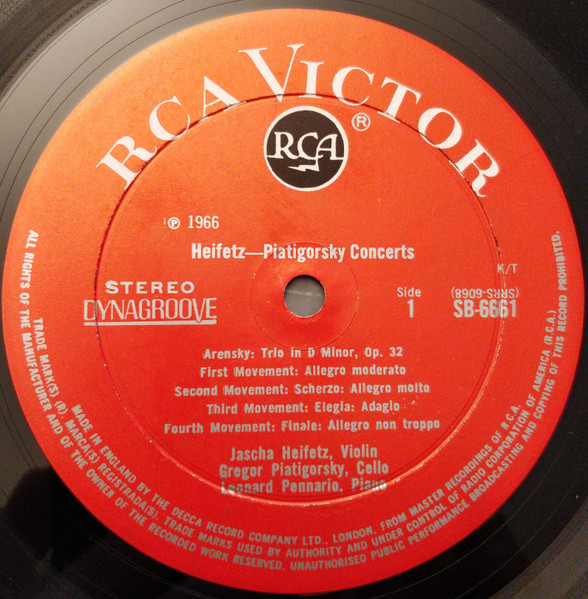 RCA VICTOR
®
RCA
℗ 1966
Heifetz—Piatigorsky Concerts
K/T
STEREO
DYNAGROOVE
Side
1
(SRRS-6068)
SB-6661
Arensky: Trio in D Minor, Op. 32
First Movement: Allegro moderato
Second Movement: Scherzo: Allegro molto
Third Movement: Elegia: Adagio
Fourth Movement: Finale: Allegro non troppo
Jascha Heifetz, Violin
Gregor Piatigorsky, Cello
Leonard Pennario, Piano
MADE IN ENGLAND BY THE DECCA RECORD COMPANY LTD., LONDON, FROM MASTER RECORDINGS OF R.C.A.
TRADE MARK(S) (R) MARCA(S) REGISTRADA(S) TRADE MARKS USED BY AUTHORITY AND UNDER CONTROL OF RADIO CORPORATION OF AMERICA (R.C.A.)
ALL RIGHTS OF THE MANUFACTURER AND OF THE OWNER OF THE RECORDED WORK RESERVED. UNAUTHORISED PUBLIC PERFORMANCE BROADCASTING AND COPYING OF THIS RECORD PROHIBITED.